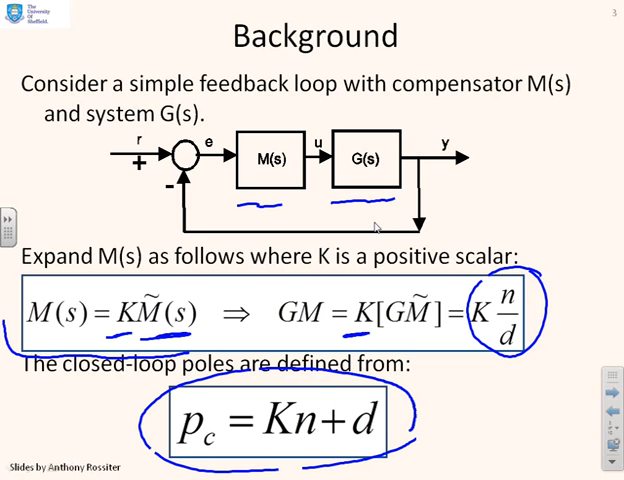 The
University
Of
Sheffield.
3
Background
Consider a simple feedback loop with compensator M(s)
and system G(s).
r e M(s) u G(s) y
+
-
Expand M(s) as follows where K is a positive scalar:
M(s) = KM̃(s) ⇒ GM = K[GM̃] = K n/d
The closed-loop poles are defined from:
p_c = Kn + d
Slides by Anthony Rossiter